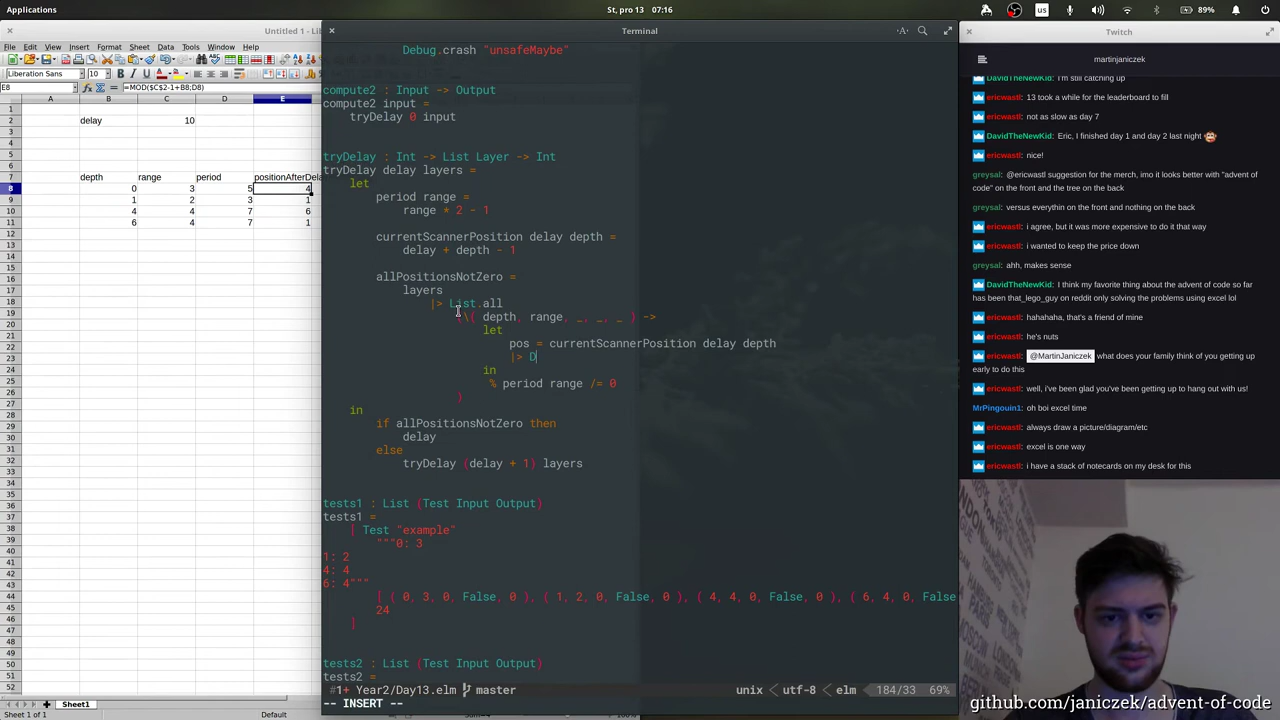 Applications
St, pro 13 07:16
us
89%
Untitled 1 - L
Terminal
Twitch
File Edit View Insert Format Sheet Data Tools Window Help
Liberation Sans
10
E8
=MOD($C$2-1+B8;D8)
A B C D E
delay 10
depth range period positionAfterDela
0 3 5 4
1 2 3 1
4 4 7 6
6 4 7 1
Sheet1
Default
Debug.crash "unsafeMaybe"
compute2 : Input -> Output
compute2 input =
tryDelay 0 input
tryDelay : Int -> List Layer -> Int
tryDelay delay layers =
let
period range =
range * 2 - 1
currentScannerPosition delay depth =
delay + depth - 1
allPositionsNotZero =
layers
|> List.all
(\( depth, range, _, _, _ ) ->
let
pos = currentScannerPosition delay depth
|> D
in
% period range /= 0
)
in
if allPositionsNotZero then
delay
else
tryDelay (delay + 1) layers
tests1 : List (Test Input Output)
tests1 =
[ Test "example"
"""0: 3
1: 2
4: 4
6: 4"""
[ ( 0, 3, 0, False, 0 ), ( 1, 2, 0, False, 0 ), ( 4, 4, 0, False, 0 ), ( 6, 4, 0, False
24
]
tests2 : List (Test Input Output)
tests2 =
#1+ Year2/Day13.elm master
unix utf-8 elm 184/33 69%
-- INSERT --
martinjaniczek
DavidTheNewKid: I'm still catching up
ericwastl: 13 took a while for the leaderboard to fill
ericwastl: not as slow as day 7
DavidTheNewKid: Eric, I finished day 1 and day 2 last night
ericwastl: nice!
greysal: @ericwastl suggestion for the merch, imo it looks better with "advent of
code" on the front and the tree on the back
greysal: versus everythin on the front and nothing on the back
ericwastl: i agree, but it was more expensive to do it that way
ericwastl: i wanted to keep the price down
greysal: ahh, makes sense
DavidTheNewKid: I think my favorite thing about the advent of code so far
has been that_lego_guy on reddit only solving the problems using excel lol
ericwastl: hahahaha, that's a friend of mine
ericwastl: he's nuts
ericwastl: @MartinJaniczek what does your family think of you getting up
early to do this
ericwastl: well, i've been glad you've been getting up to hang out with us!
MrPingouin1: oh boi excel time
ericwastl: always draw a picture/diagram/etc
ericwastl: excel is one way
ericwastl: i have a stack of notecards on my desk for this
github.com/janiczek/advent-of-code